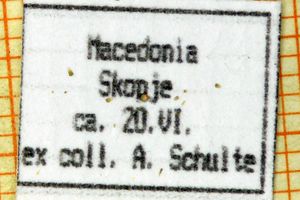 Macedonia
Skopje
ca. 20.VI.
ex coll. A. Schulte